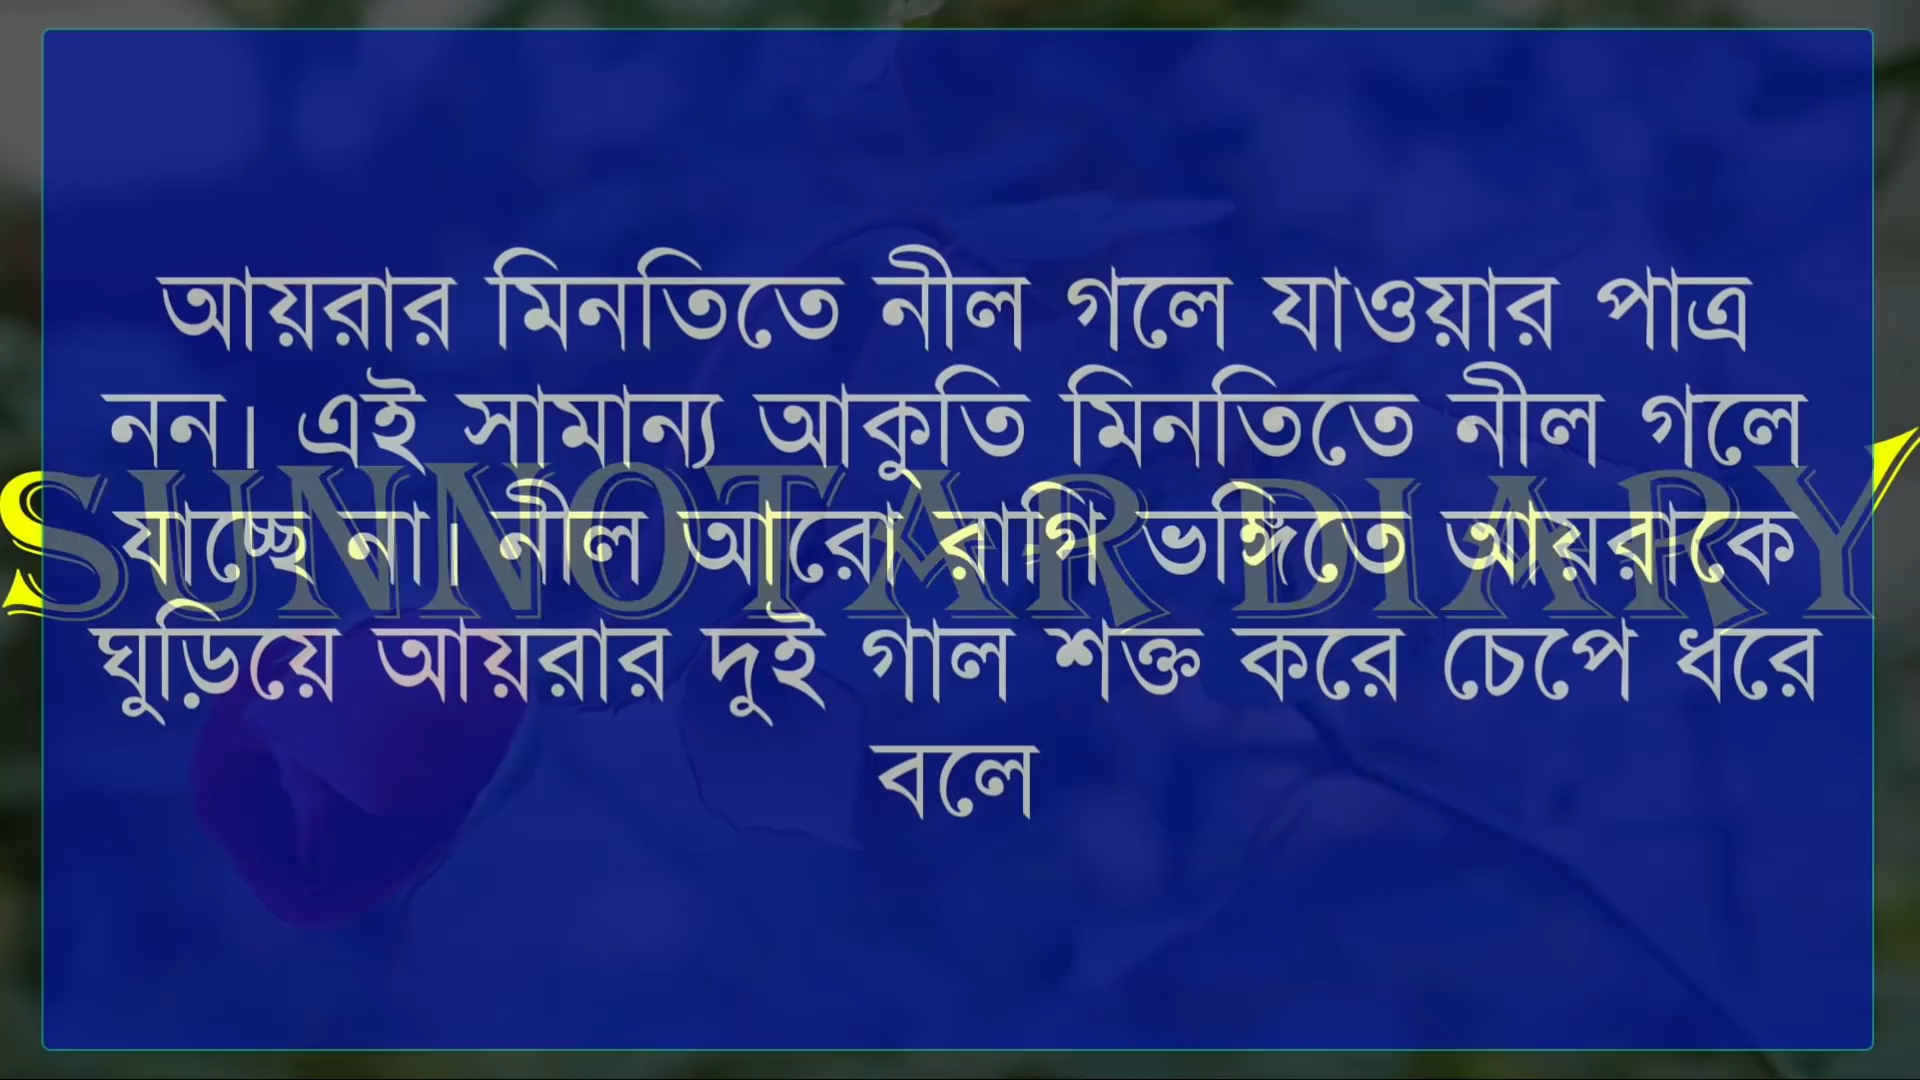 আয়রার মিনতিতে নীল গলে যাওয়ার পাত্র
নন। এই সামান্য আকুতি মিনতিতে নীল গলে
SUNNOTAR DIARY
যাচ্ছে না। নীল আরো রাগি ভঙ্গিতে আয়রাকে
ঘুড়িয়ে আয়রার দুই গাল শক্ত করে চেপে ধরে
বলে